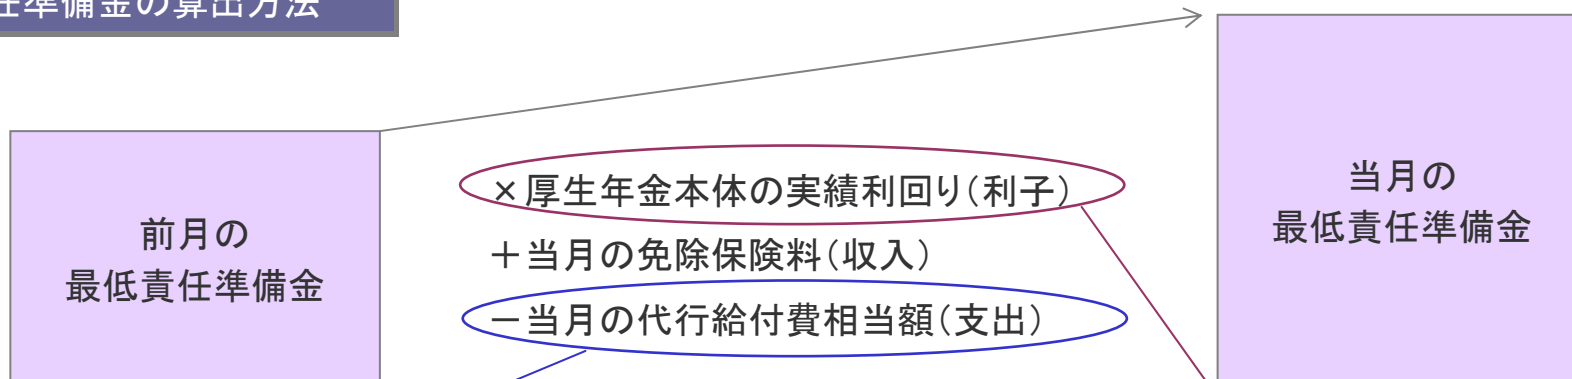 任準備金の算出方法
前月の
最低責任準備金
×厚生年金本体の実績利回り(利子)
＋当月の免除保険料(収入)
－当月の代行給付費相当額(支出)
当月の
最低責任準備金